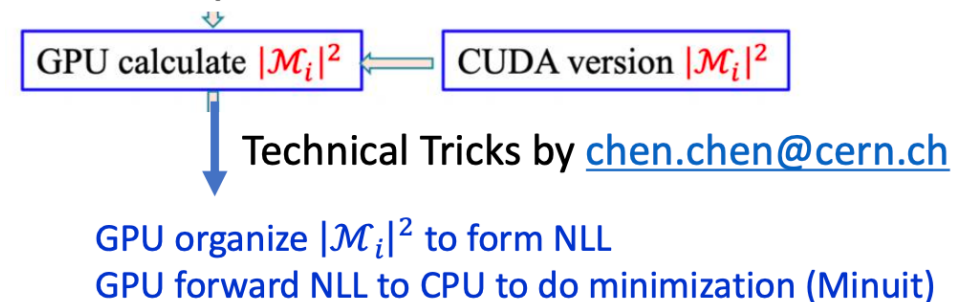 GPU calculate |ℳᵢ|²
CUDA version |ℳᵢ|²
Technical Tricks by chen.chen@cern.ch
GPU organize |ℳᵢ|² to form NLL
GPU forward NLL to CPU to do minimization (Minuit)